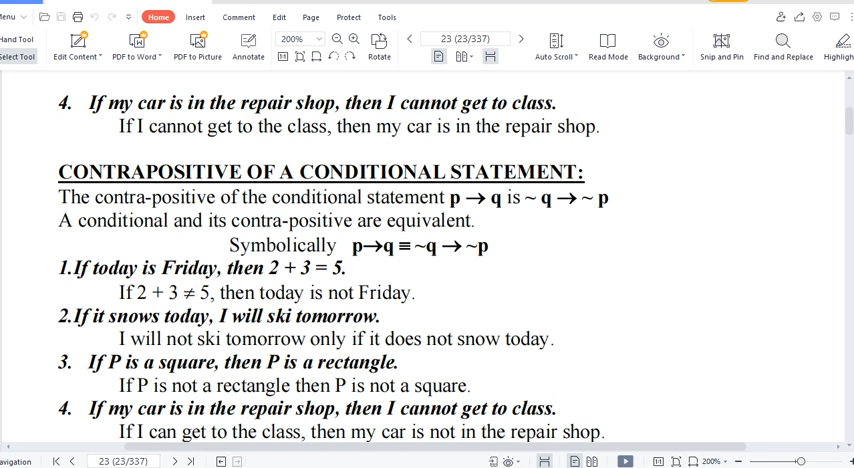 Menu Home Insert Comment Edit Page Protect Tools
Hand Tool 200% 23 (23/337)
Select Tool Edit Content PDF to Word PDF to Picture Annotate Rotate Auto Scroll Read Mode Background Snip and Pin Find and Replace Highligh
4. If my car is in the repair shop, then I cannot get to class.
If I cannot get to the class, then my car is in the repair shop.
CONTRAPOSITIVE OF A CONDITIONAL STATEMENT:
The contra-positive of the conditional statement p → q is ~ q → ~ p
A conditional and its contra-positive are equivalent.
Symbolically p→q ≡ ~q → ~p
1.If today is Friday, then 2 + 3 = 5.
If 2 + 3 ≠ 5, then today is not Friday.
2.If it snows today, I will ski tomorrow.
I will not ski tomorrow only if it does not snow today.
3. If P is a square, then P is a rectangle.
If P is not a rectangle then P is not a square.
4. If my car is in the repair shop, then I cannot get to class.
If I can get to the class, then my car is not in the repair shop.
avigation 23 (23/337) 200%